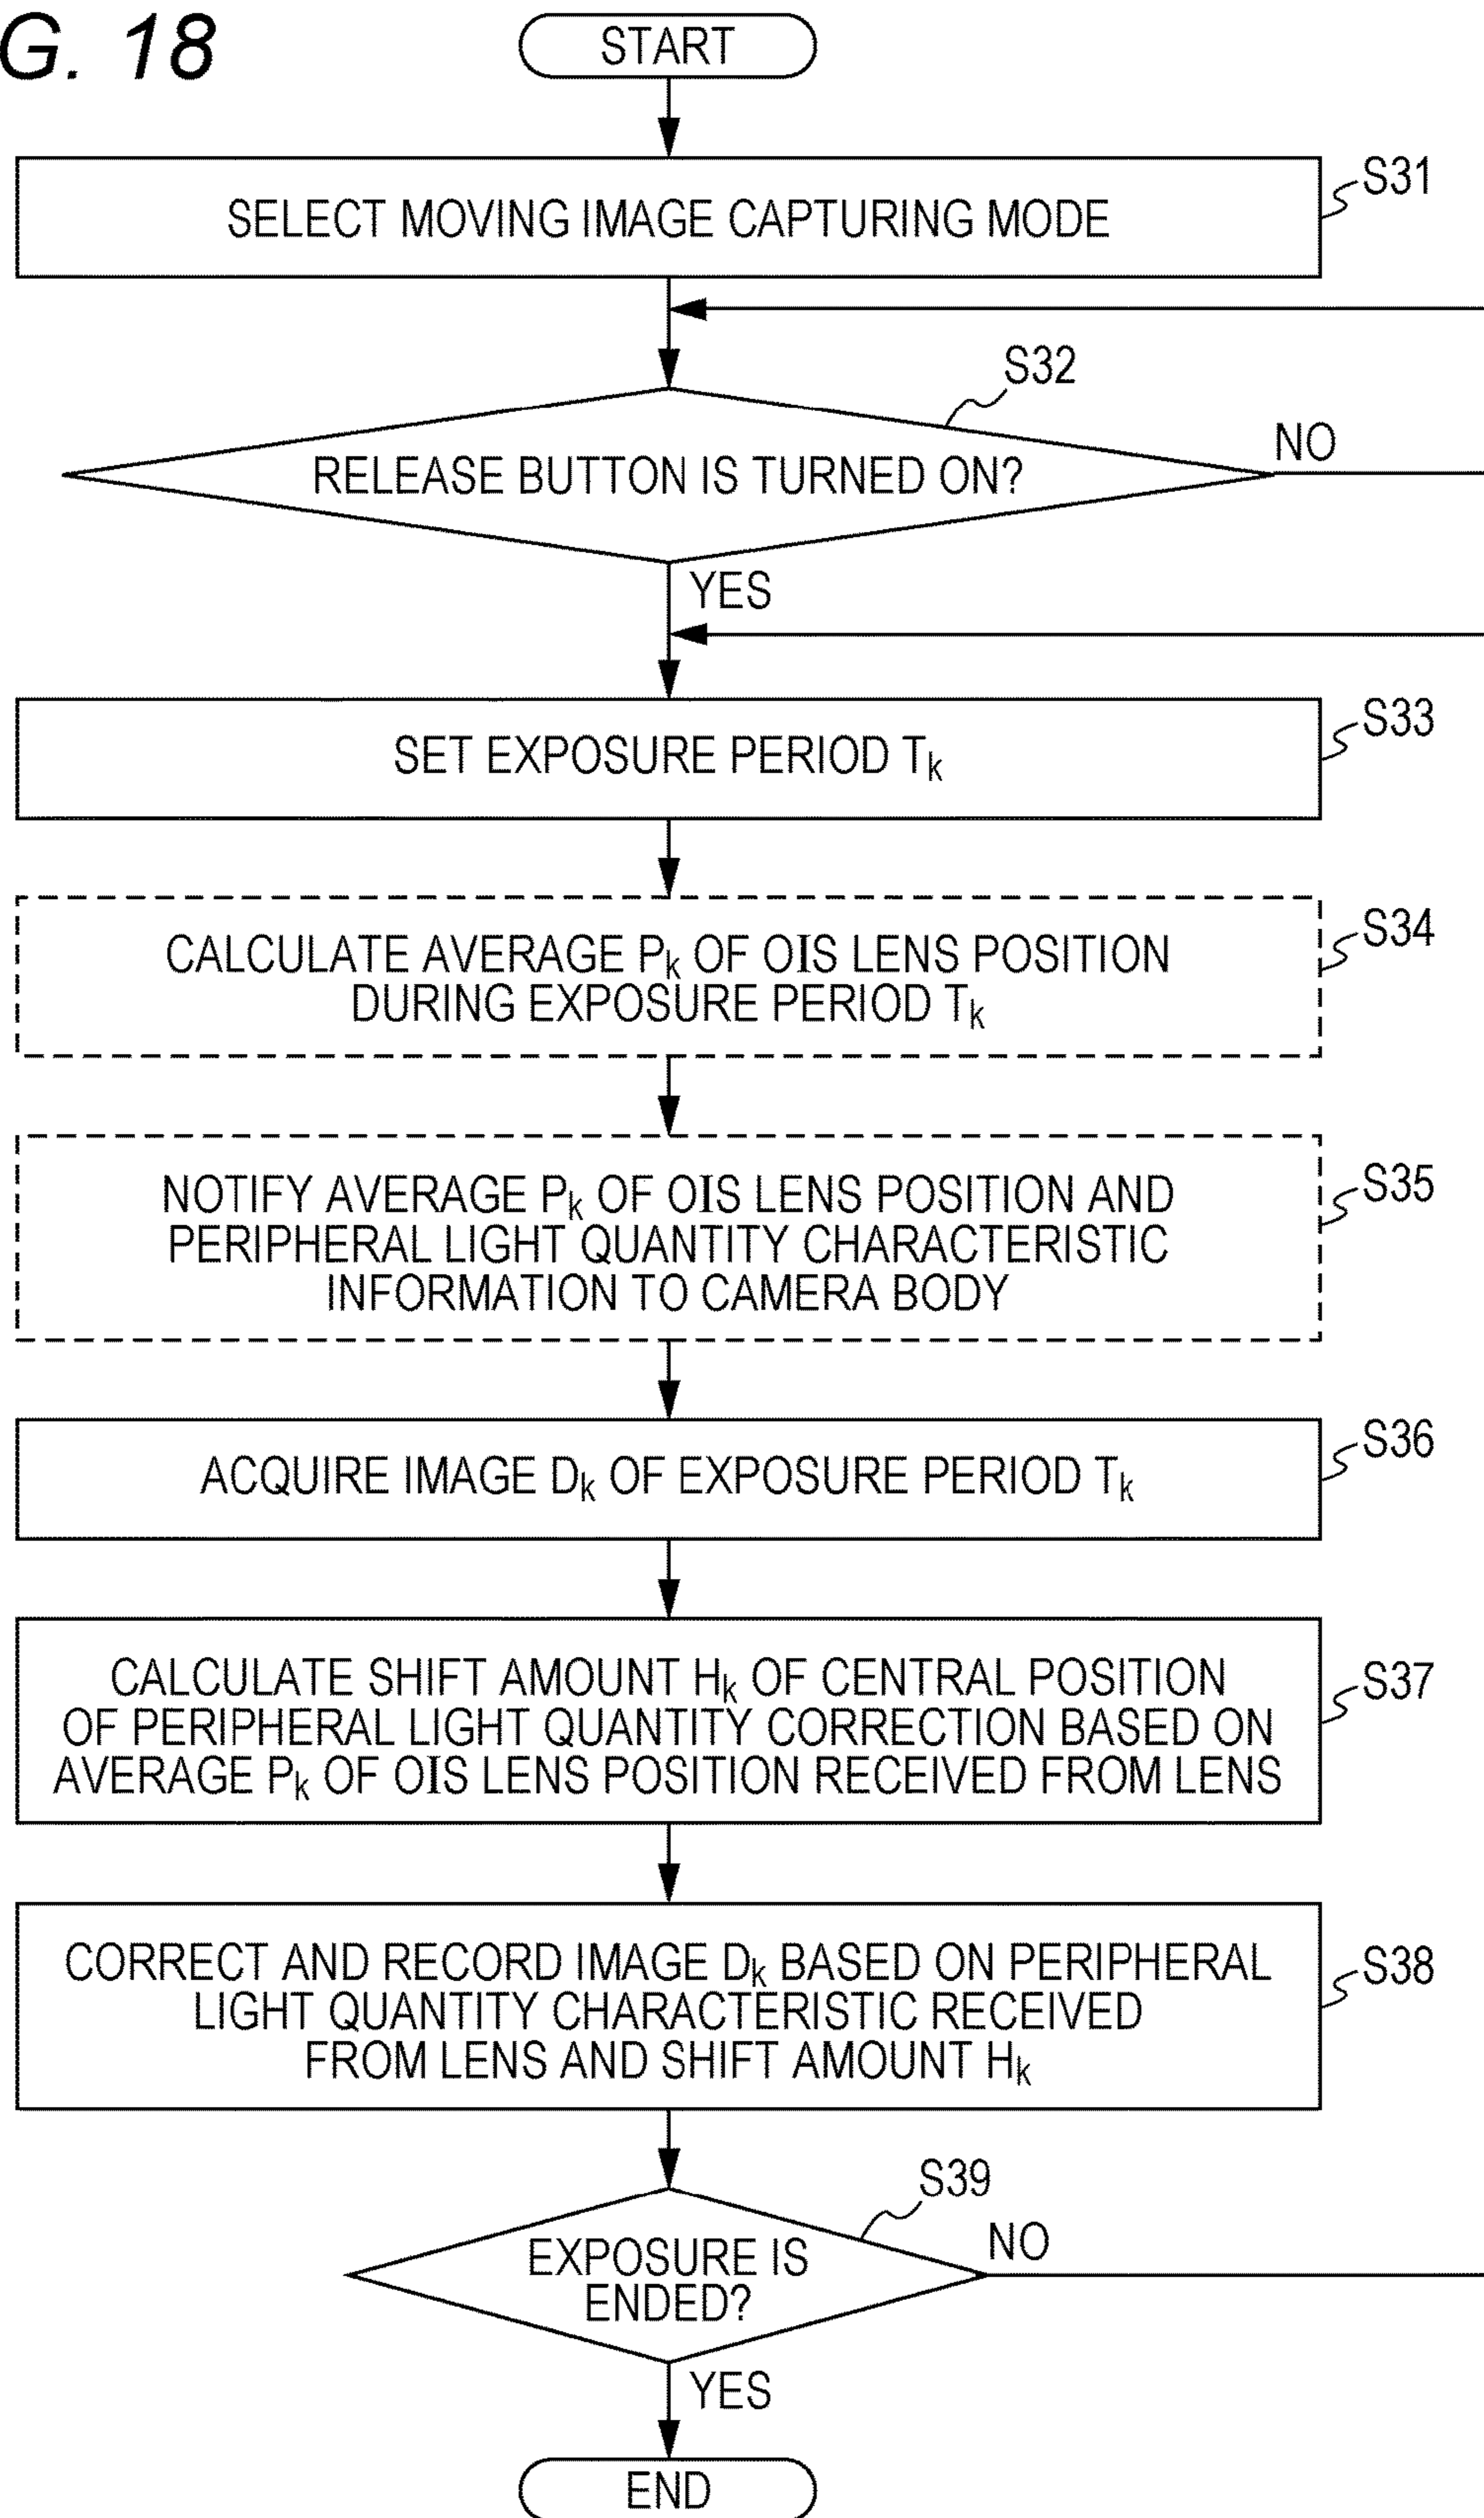 G. 18
START
SELECT MOVING IMAGE CAPTURING MODE
S31
S32
RELEASE BUTTON IS TURNED ON?
NO
YES
SET EXPOSURE PERIOD Tk
S33
CALCULATE AVERAGE Pk OF OIS LENS POSITION
DURING EXPOSURE PERIOD Tk
S34
NOTIFY AVERAGE Pk OF OIS LENS POSITION AND
PERIPHERAL LIGHT QUANTITY CHARACTERISTIC
INFORMATION TO CAMERA BODY
S35
ACQUIRE IMAGE Dk OF EXPOSURE PERIOD Tk
S36
CALCULATE SHIFT AMOUNT Hk OF CENTRAL POSITION
OF PERIPHERAL LIGHT QUANTITY CORRECTION BASED ON
AVERAGE Pk OF OIS LENS POSITION RECEIVED FROM LENS
S37
CORRECT AND RECORD IMAGE Dk BASED ON PERIPHERAL
LIGHT QUANTITY CHARACTERISTIC RECEIVED
FROM LENS AND SHIFT AMOUNT Hk
S38
S39
EXPOSURE IS
ENDED?
NO
YES
END